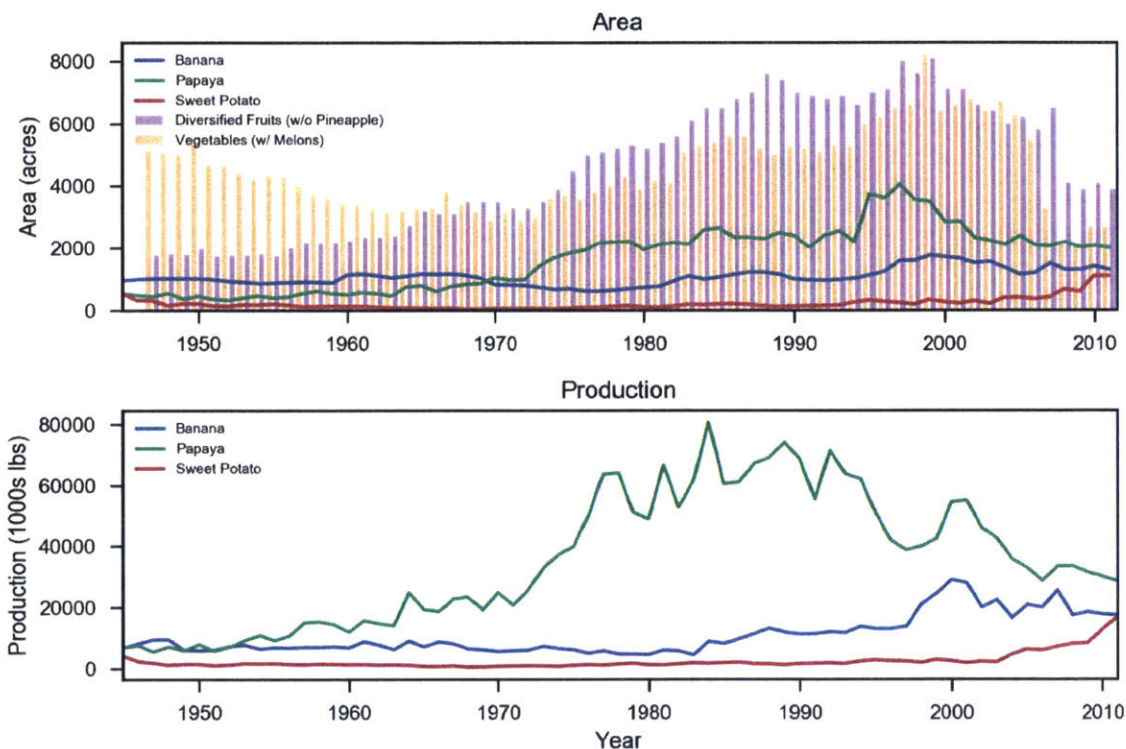 Area
Area (acres)
8000
6000
4000
2000
0
Banana
Papaya
Sweet Potato
Diversified Fruits (w/o Pineapple)
Vegetables (w/ Melons)
1950 1960 1970 1980 1990 2000 2010
Production
Production (1000s lbs)
80000
60000
40000
20000
0
Banana
Papaya
Sweet Potato
1950 1960 1970 1980 1990 2000 2010
Year